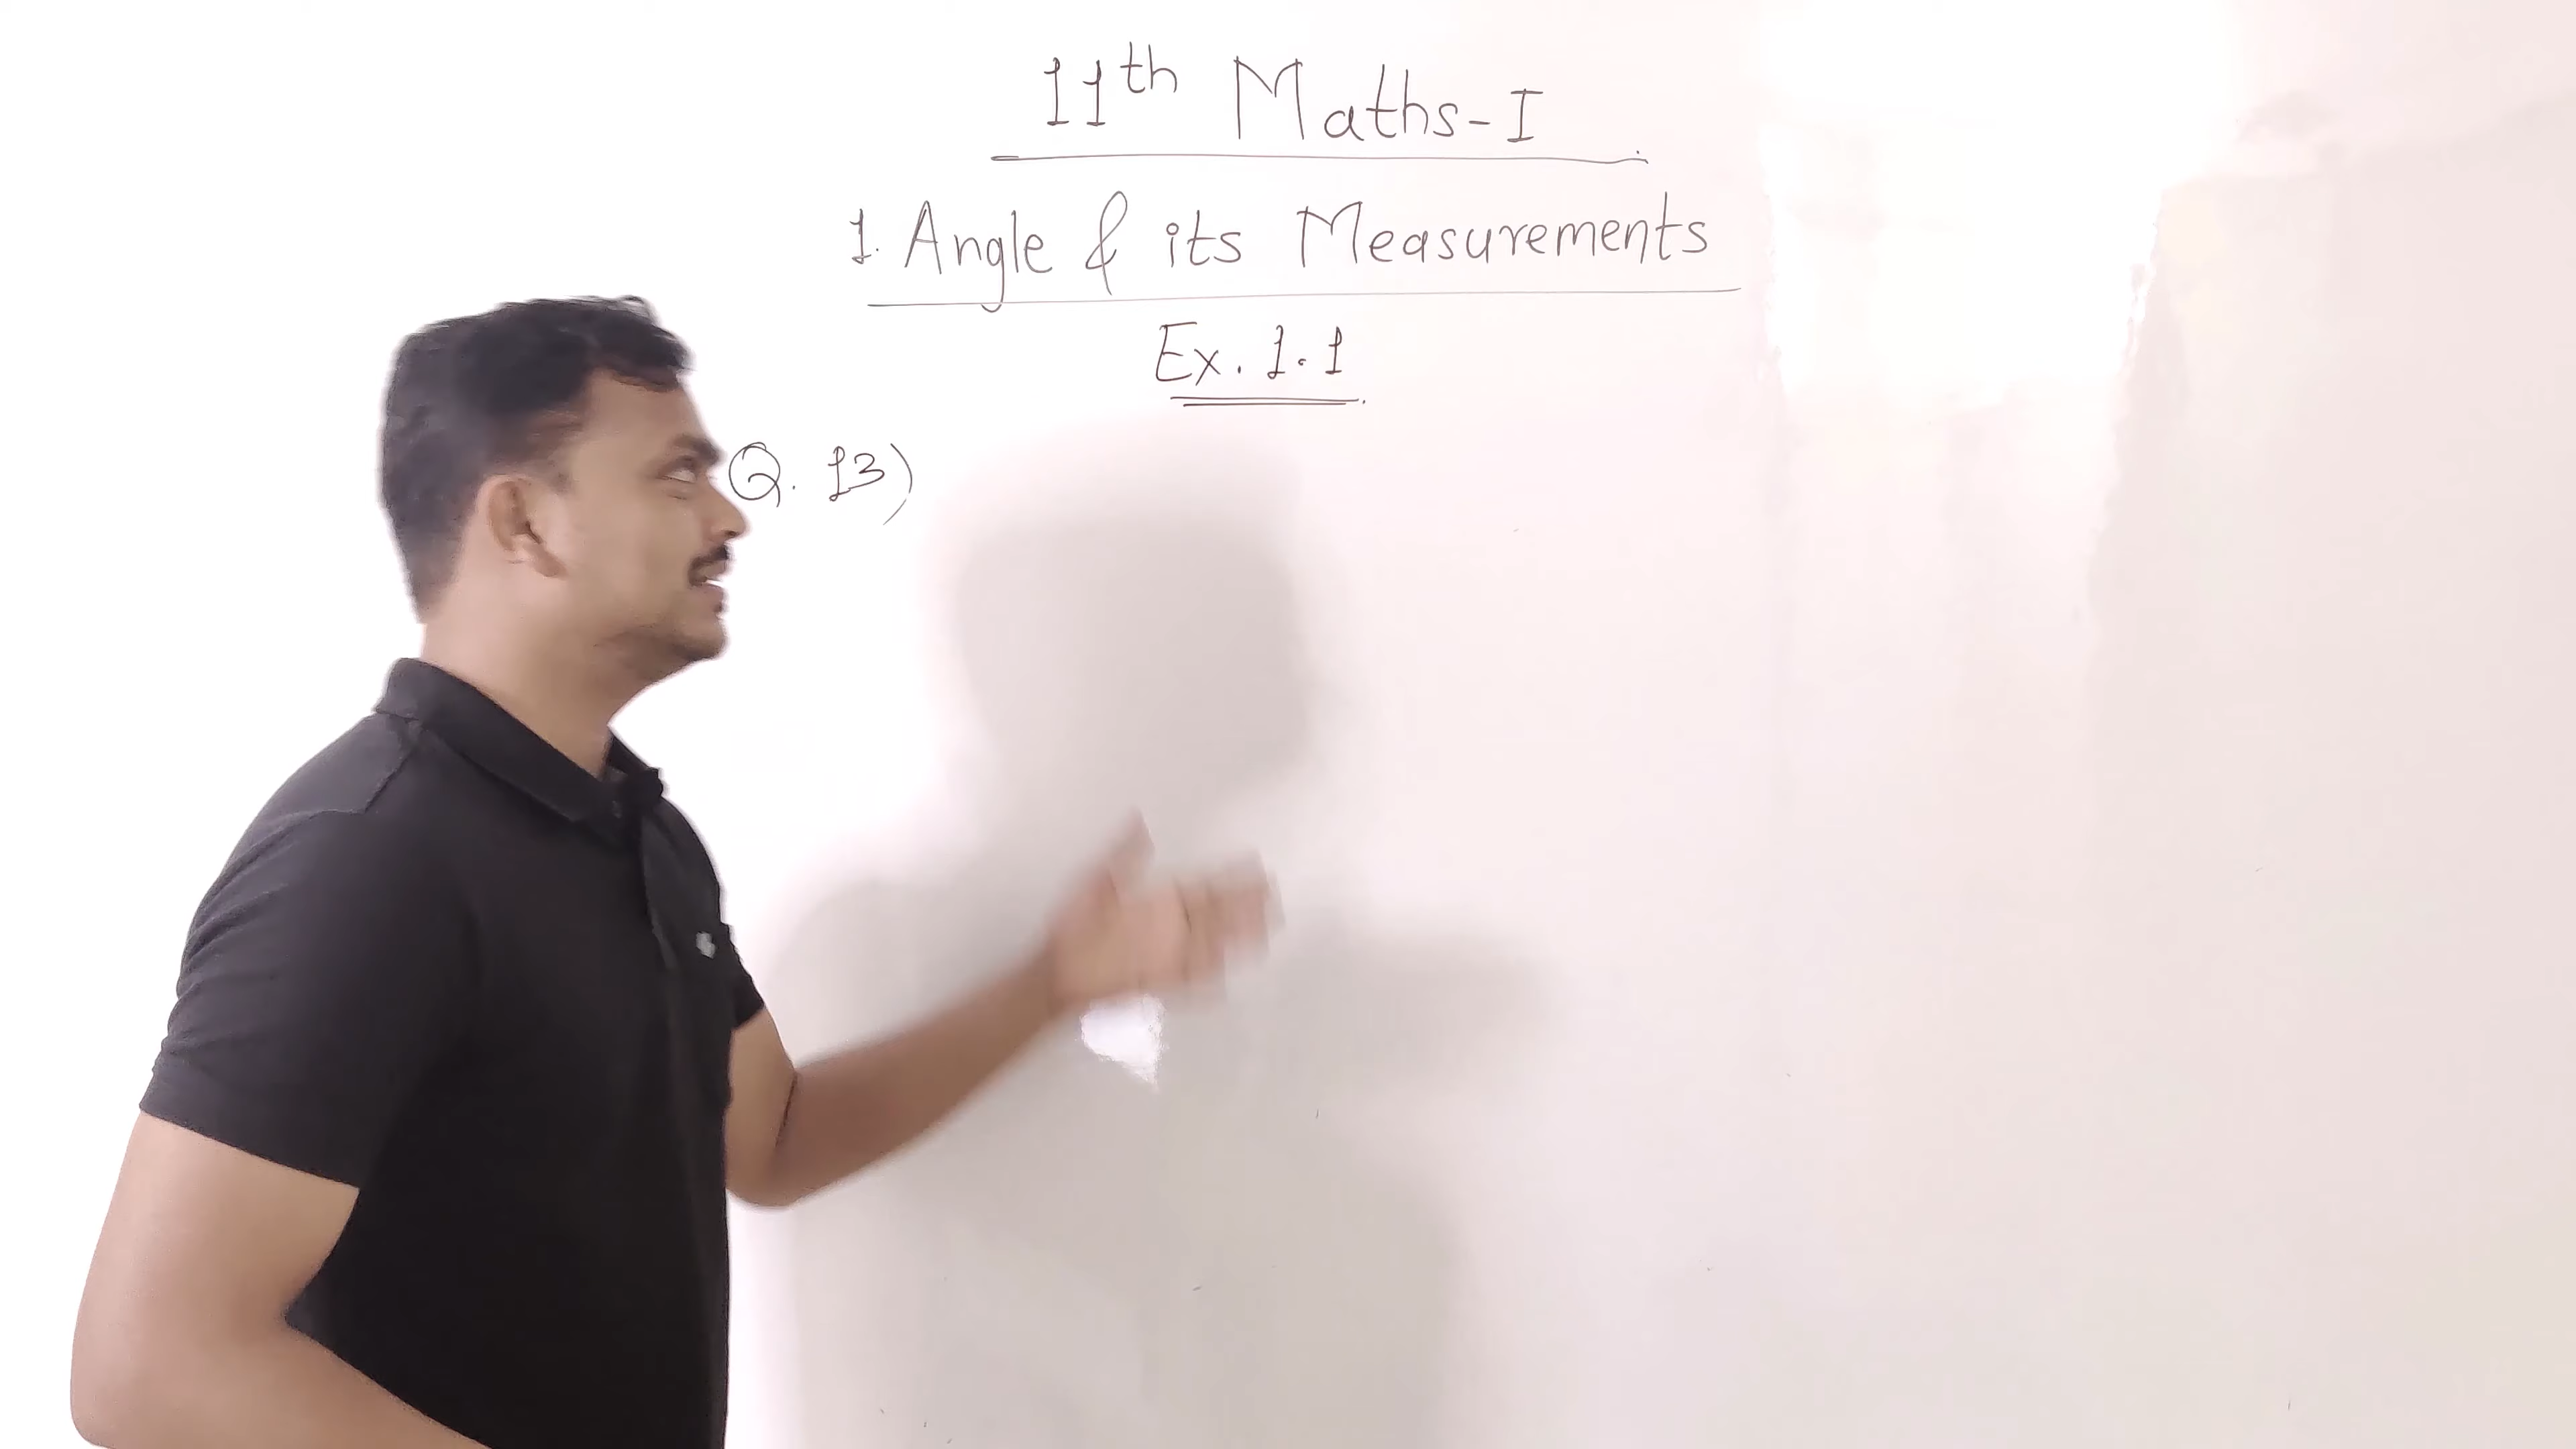 11th Maths-I
1. Angle & its Measurements
Ex. 1.1
Q. 13)